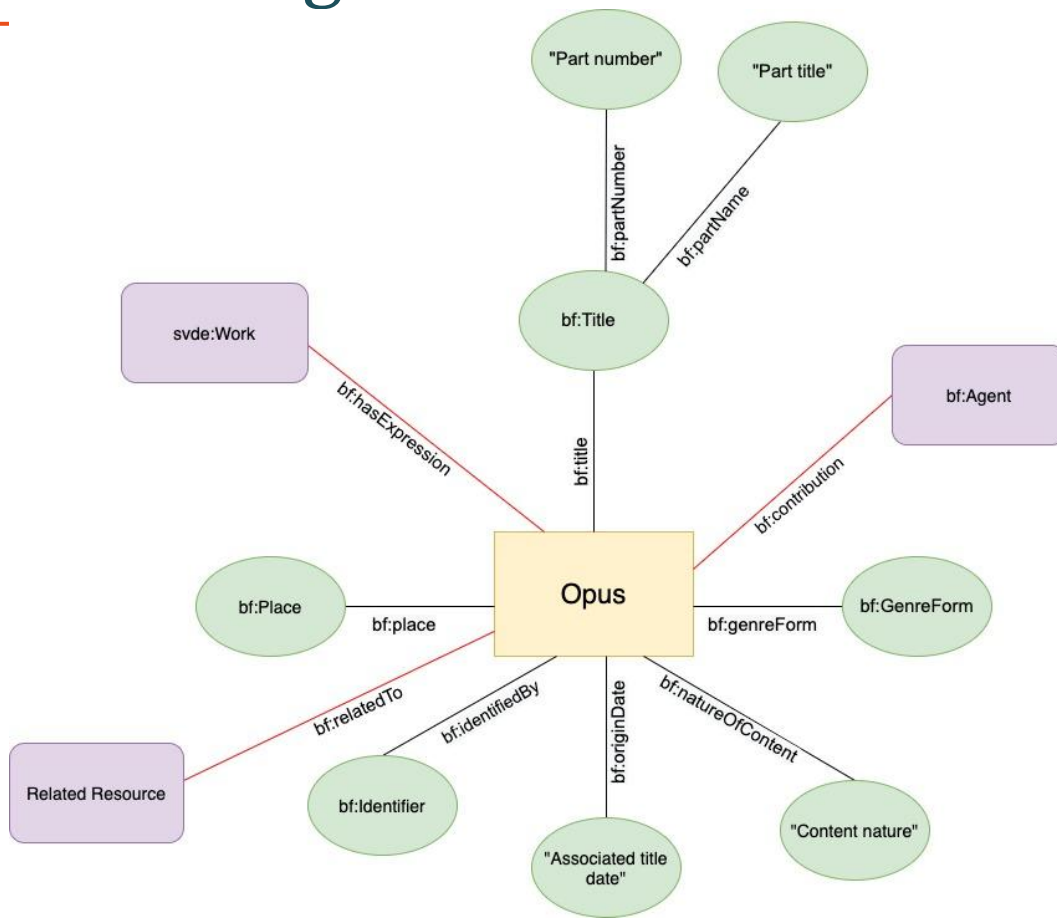 "Part number"
"Part title"
bf:partNumber
bf:partName
bf:Title
svde:Work
bf:hasExpression
bf:title
bf:Agent
bf:contribution
Opus
bf:Place
bf:place
bf:genreForm
bf:GenreForm
bf:relatedTo
bf:identifiedBy
bf:originDate
bf:natureOfContent
Related Resource
bf:Identifier
"Associated title
date"
"Content nature"